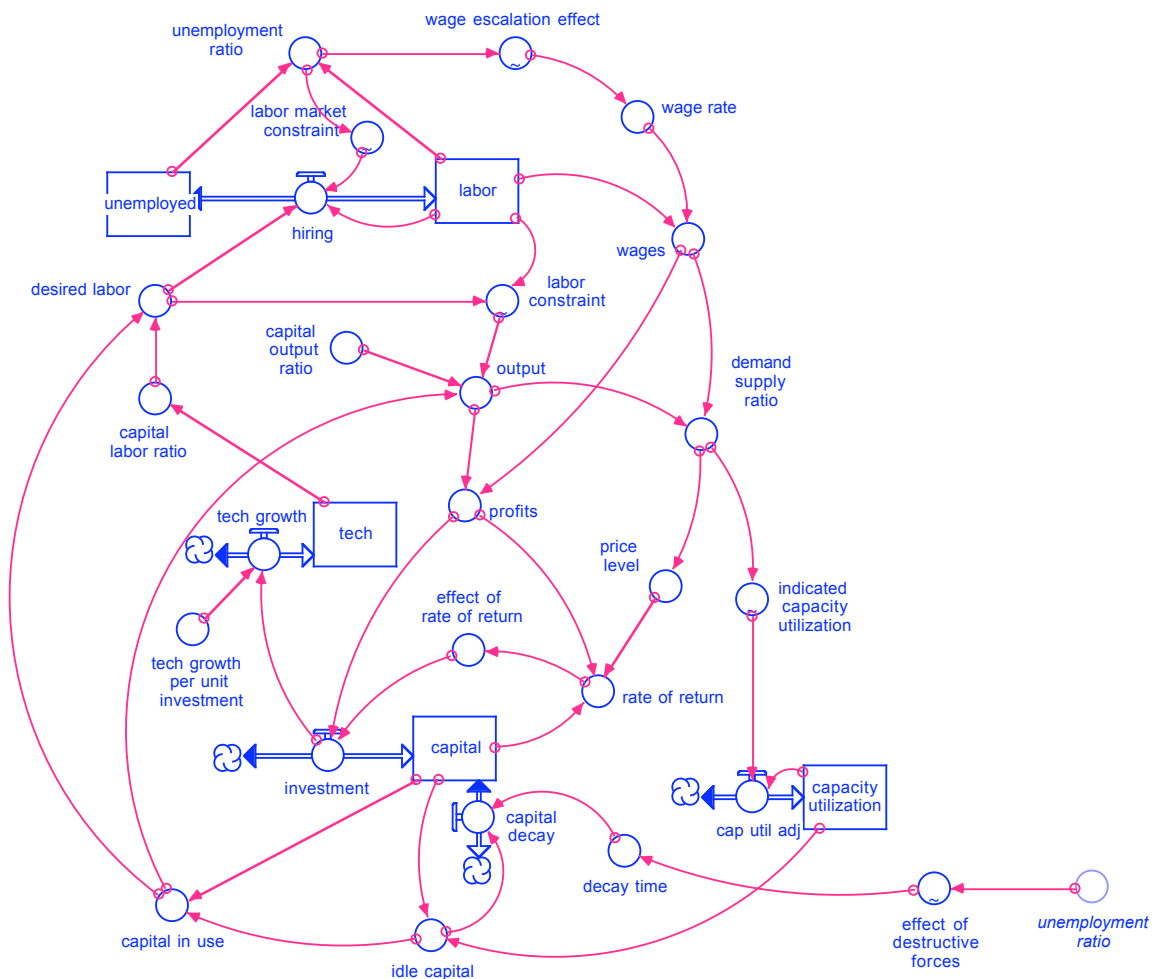 wage escalation effect
unemployment
ratio
wage rate
labor market
constraint
labor
unemployed
hiring
wages
desired labor
labor
constraint
capital
output
ratio
output
demand
supply
ratio
capital
labor ratio
tech growth
tech
profits
price
level
effect of
rate of return
indicated
capacity
utilization
tech growth
per unit
investment
rate of return
capital
investment
capital
decay
capacity
utilization
cap util adj
decay time
capital in use
idle capital
effect of
destructive
forces
unemployment
ratio
~
~
~
~
~